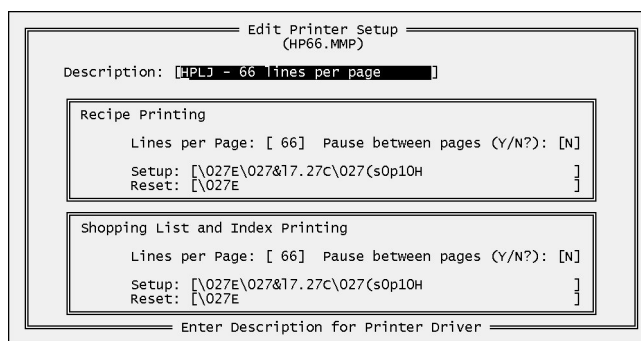 Edit Printer Setup
(HP66.MMP)
Description: [HPLJ - 66 lines per page ]
Recipe Printing
Lines per Page: [ 66] Pause between pages (Y/N?): [N]
Setup: [\027E\027&l7.27C\027(s0p10H ]
Reset: [\027E ]
Shopping List and Index Printing
Lines per Page: [ 66] Pause between pages (Y/N?): [N]
Setup: [\027E\027&l7.27C\027(s0p10H ]
Reset: [\027E ]
Enter Description for Printer Driver